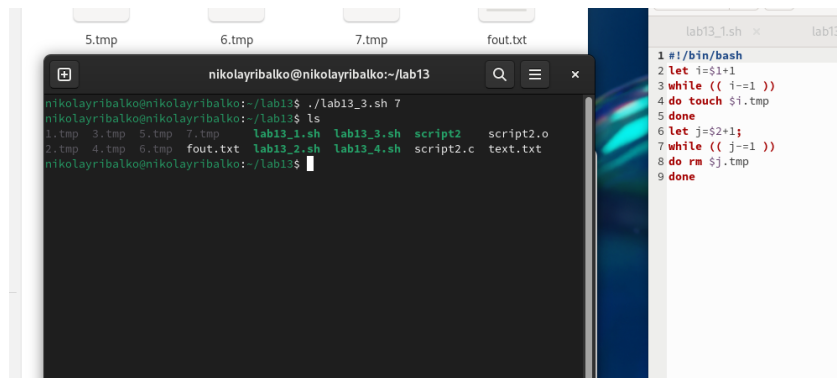 5.tmp 6.tmp 7.tmp fout.txt
nikolayribalko@nikolayribalko:~/lab13
nikolayribalko@nikolayribalko:~/lab13$ ./lab13_3.sh 7
nikolayribalko@nikolayribalko:~/lab13$ ls
1.tmp 3.tmp 5.tmp 7.tmp lab13_1.sh lab13_3.sh script2 script2.o
2.tmp 4.tmp 6.tmp fout.txt lab13_2.sh lab13_4.sh script2.c text.txt
nikolayribalko@nikolayribalko:~/lab13$
lab13_1.sh × lab13
1 #!/bin/bash
2 let i=$1+1
3 while (( i-=1 ))
4 do touch $i.tmp
5 done
6 let j=$2+1;
7 while (( j-=1 ))
8 do rm $j.tmp
9 done